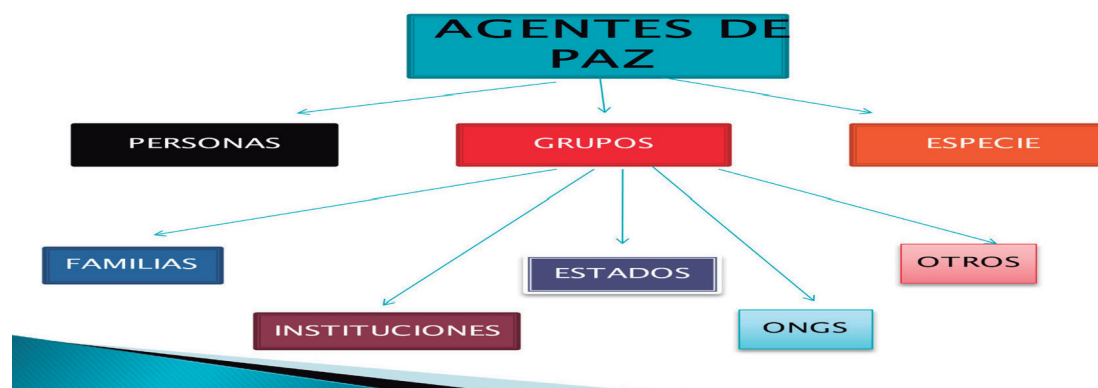 AGENTES DE
PAZ
PERSONAS
GRUPOS
ESPECIE
FAMILIAS
ESTADOS
OTROS
INSTITUCIONES
ONGS